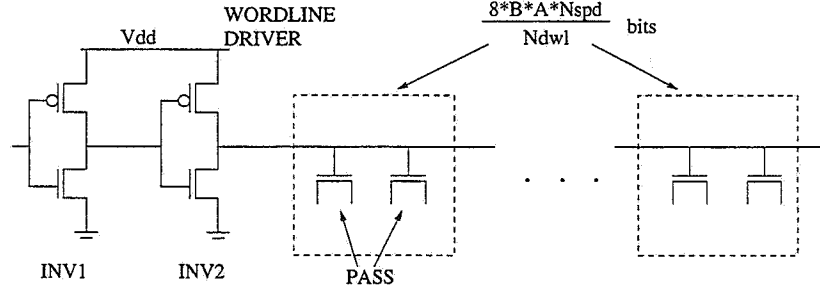 WORDLINE
DRIVER
Vdd
8*B*A*Nspd
Ndwl
bits
. . .
INV1
INV2
PASS